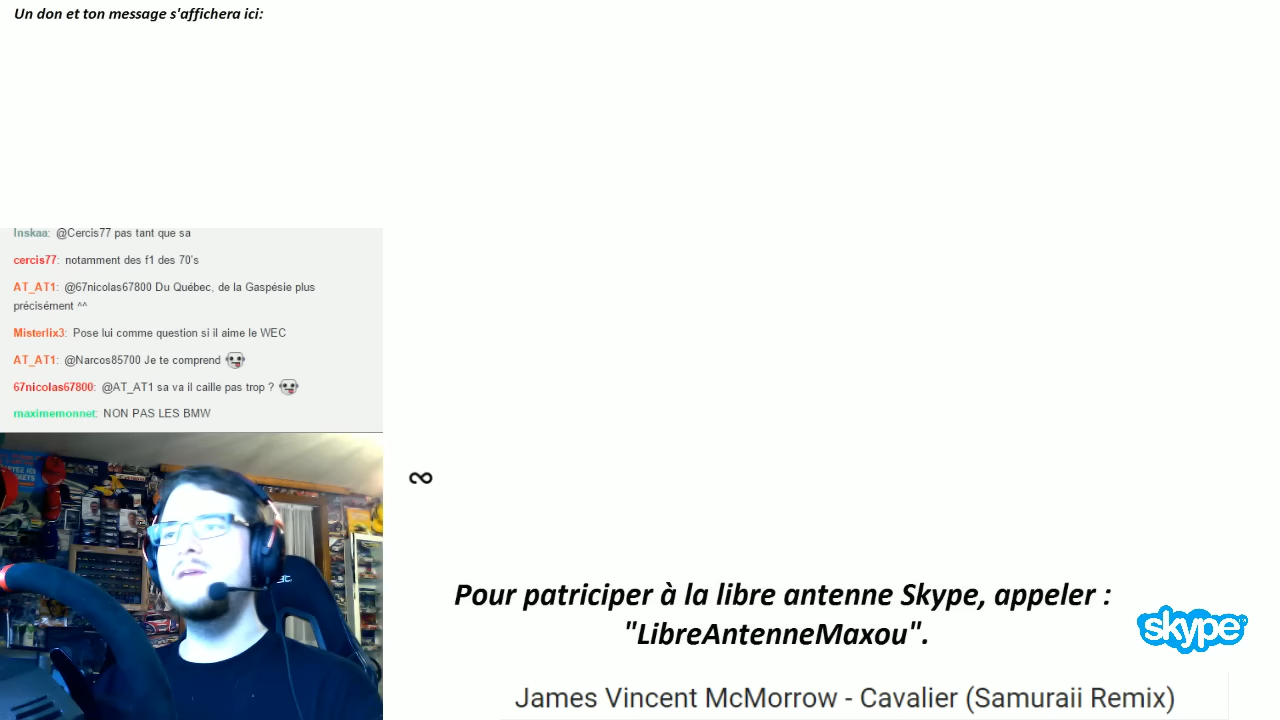 Un don et ton message s'affichera ici:
Inskaa: @Cercis77 pas tant que sa
cercis77: notamment des f1 des 70's
AT_AT1: @67nicolas67800 Du Québec, de la Gaspésie plus
précisément ^^
Misterlix3: Pose lui comme question si il aime le WEC
AT_AT1: @Narcos85700 Je te comprend
67nicolas67800: @AT_AT1 sa va il caille pas trop ?
maximemonnet: NON PAS LES BMW
∞
Pour patriciper à la libre antenne Skype, appeler :
"LibreAntenneMaxou".
skype
James Vincent McMorrow - Cavalier (Samuraii Remix)